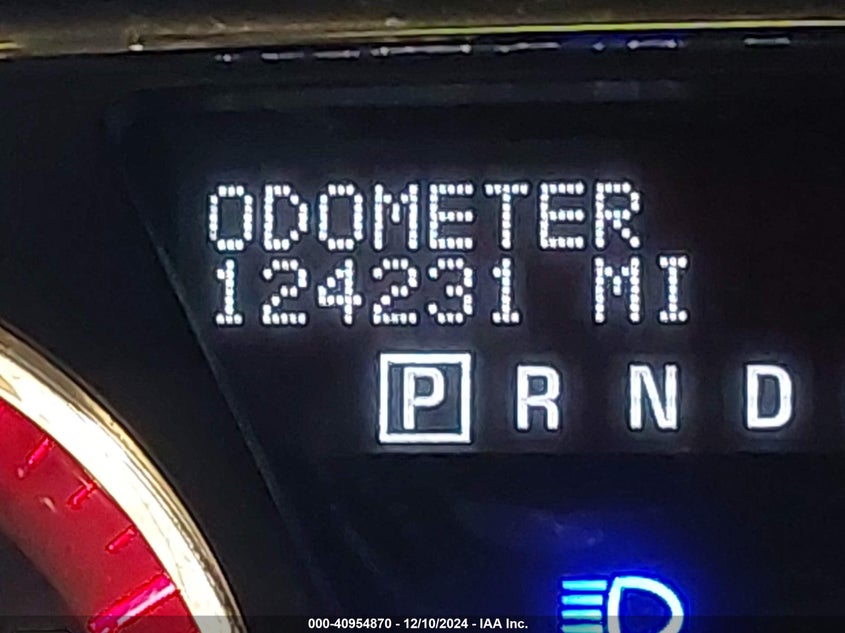 ODOMETER
124231 MI
P R N D
000-40954870 - 12/10/2024 - IAA Inc.